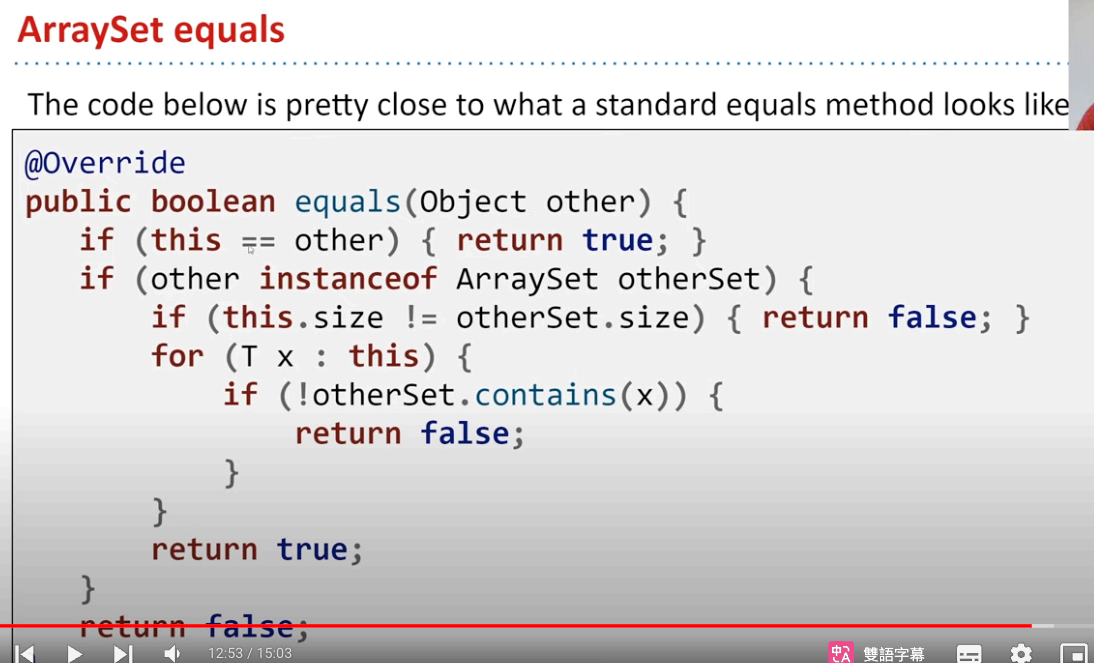 ArraySet equals
The code below is pretty close to what a standard equals method looks like
@Override
public boolean equals(Object other) {
if (this == other) { return true; }
if (other instanceof ArraySet otherSet) {
if (this.size != otherSet.size) { return false; }
for (T x : this) {
if (!otherSet.contains(x)) {
return false;
}
}
return true;
}
return false;
12:53 / 15:03
中 A 雙語字幕